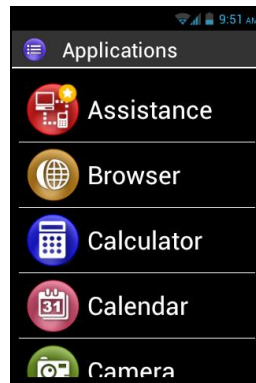 9:51 AM
Applications
Assistance
Browser
Calculator
31
Calendar
Camera